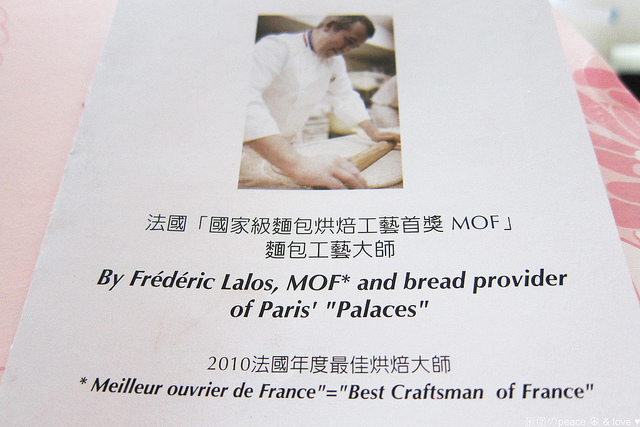 法國「國家級麵包烘焙工藝首獎 MOF」
麵包工藝大師
By Frédéric Lalos, MOF* and bread provider
of Paris' "Palaces"
2010法國年度最佳烘焙大師
* Meilleur ouvrier de France"="Best Craftsman of France"
peace & love ♥